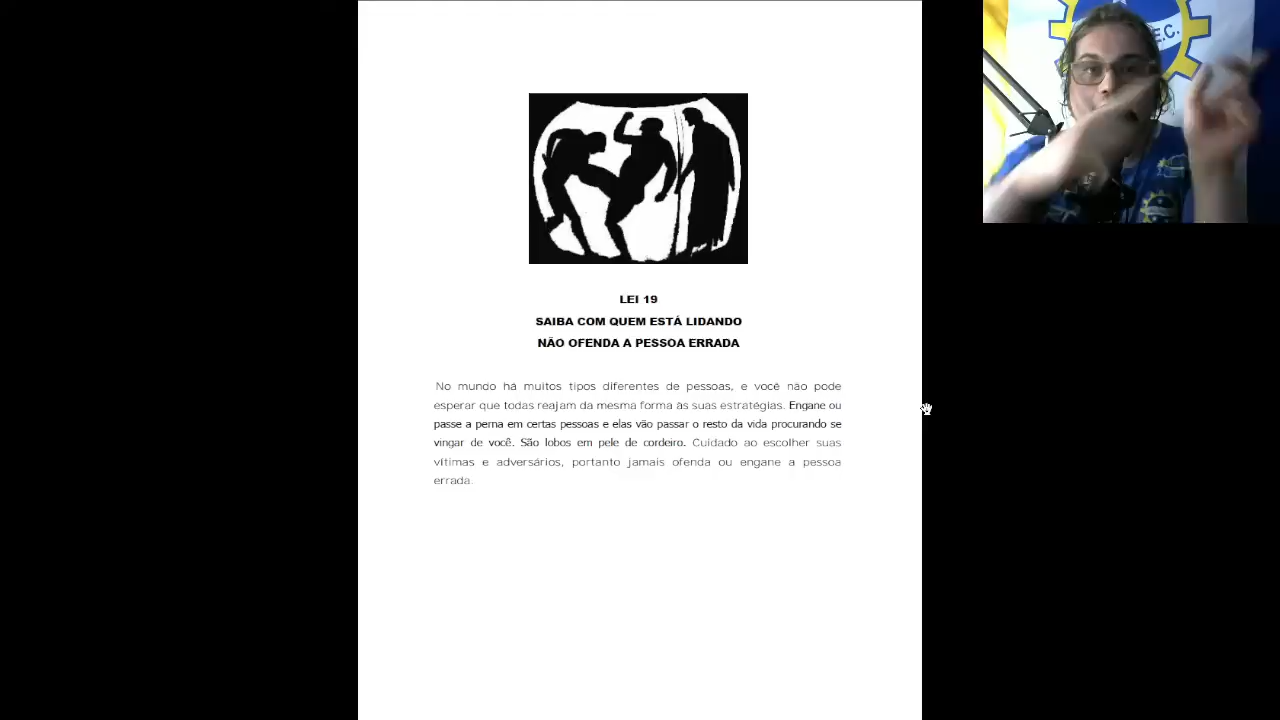 E.C.
LEI 19
SAIBA COM QUEM ESTÁ LIDANDO
NÃO OFENDA A PESSOA ERRADA
No mundo há muitos tipos diferentes de pessoas, e você não pode
esperar que todas reajam da mesma forma às suas estratégias. Engane ou
passe a perna em certas pessoas e elas vão passar o resto da vida procurando se
vingar de você. São lobos em pele de cordeiro. Cuidado ao escolher suas
vítimas e adversários, portanto jamais ofenda ou engane a pessoa
errada.